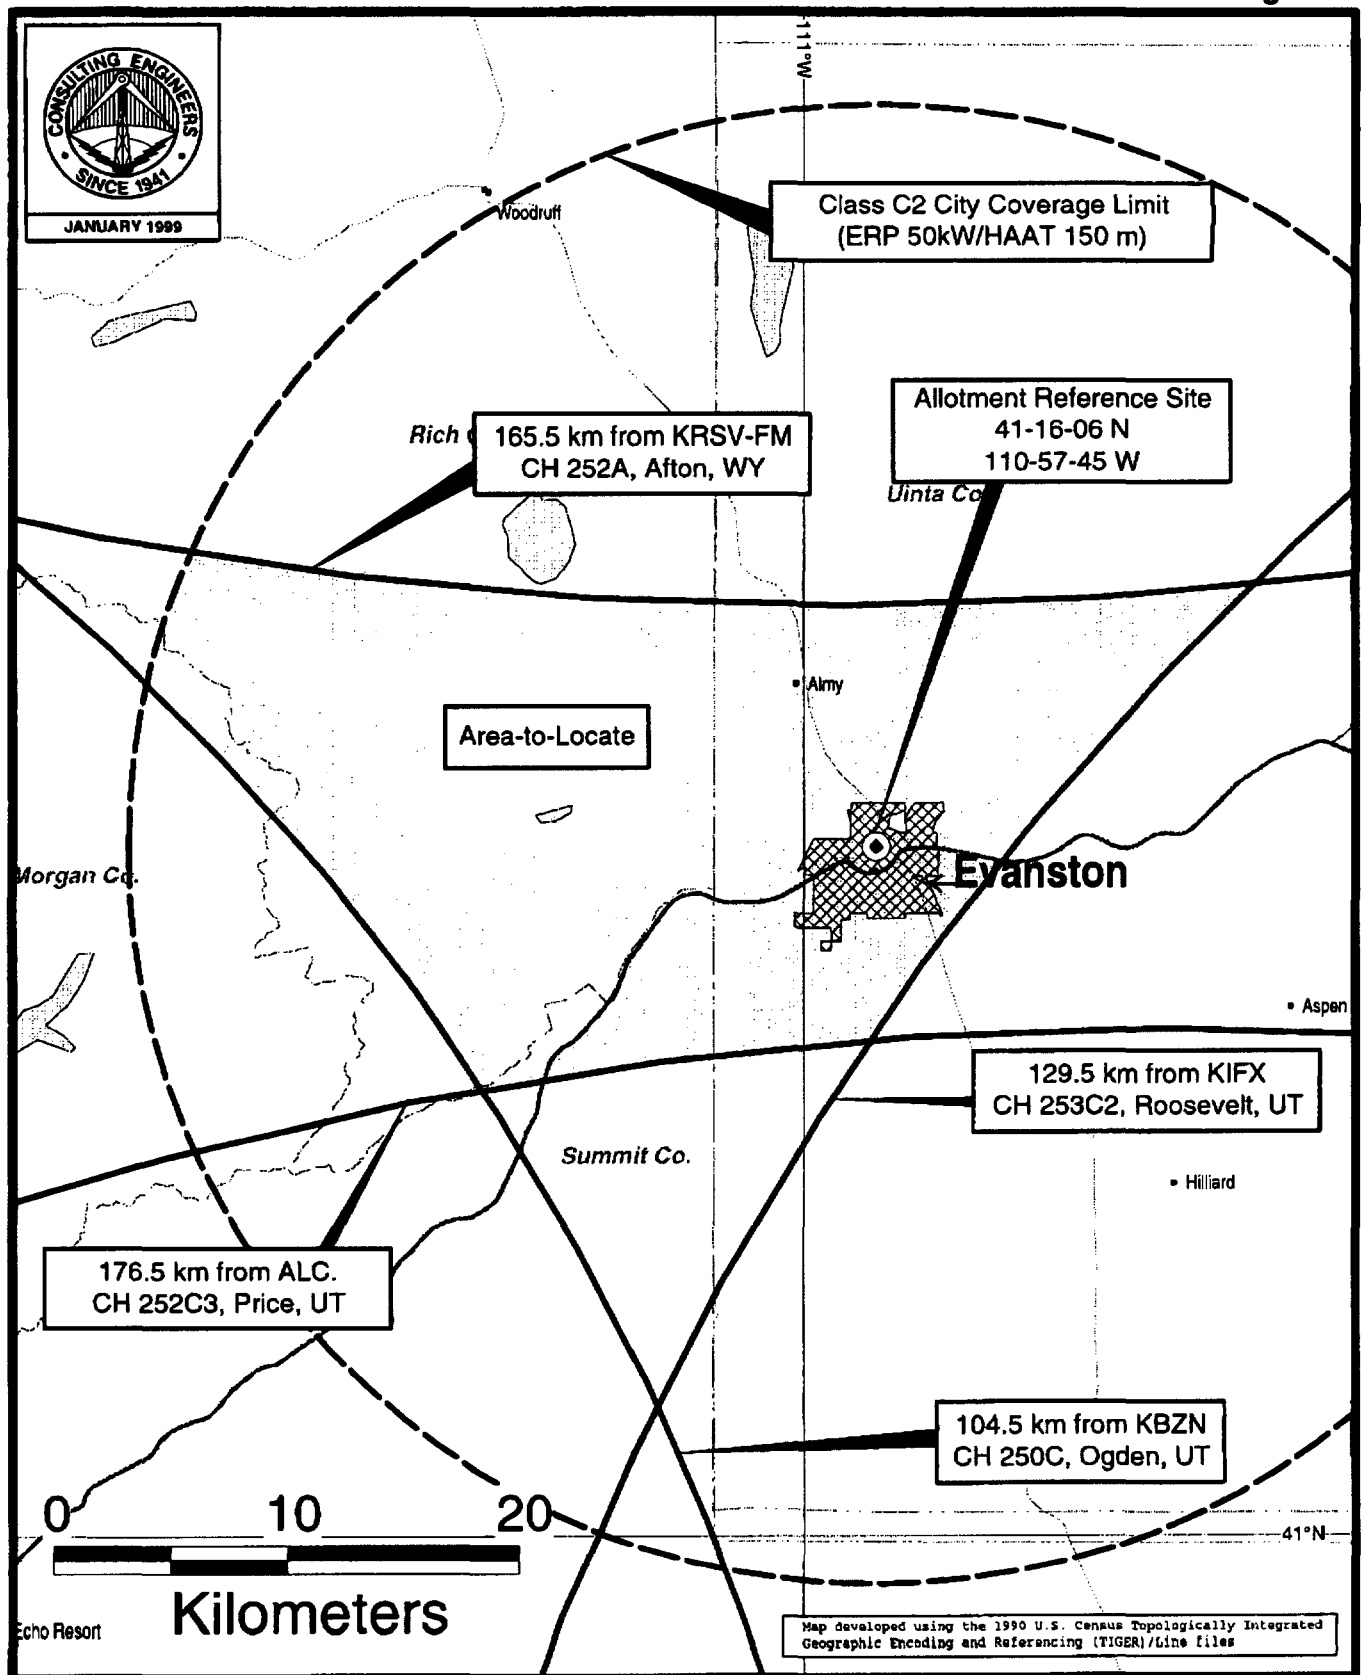 CONSULTING ENGINEERS
SINCE 1941
JANUARY 1999
111°W
Woodruff
Class C2 City Coverage Limit
(ERP 50kW/HAAT 150 m)
Allotment Reference Site
41-16-06 N
110-57-45 W
Rich
165.5 km from KRSV-FM
CH 252A, Afton, WY
Uinta Co
Almy
Area-to-Locate
Morgan Co.
Evanston
Aspen
129.5 km from KIFX
CH 253C2, Roosevelt, UT
Summit Co.
Hilliard
176.5 km from ALC.
CH 252C3, Price, UT
104.5 km from KBZN
CH 250C, Ogden, UT
0 10 20
41°N
Kilometers
Echo Resort
Map developed using the 1990 U.S. Census Topologically Integrated
Geographic Encoding and Referencing (TIGER)/Line files